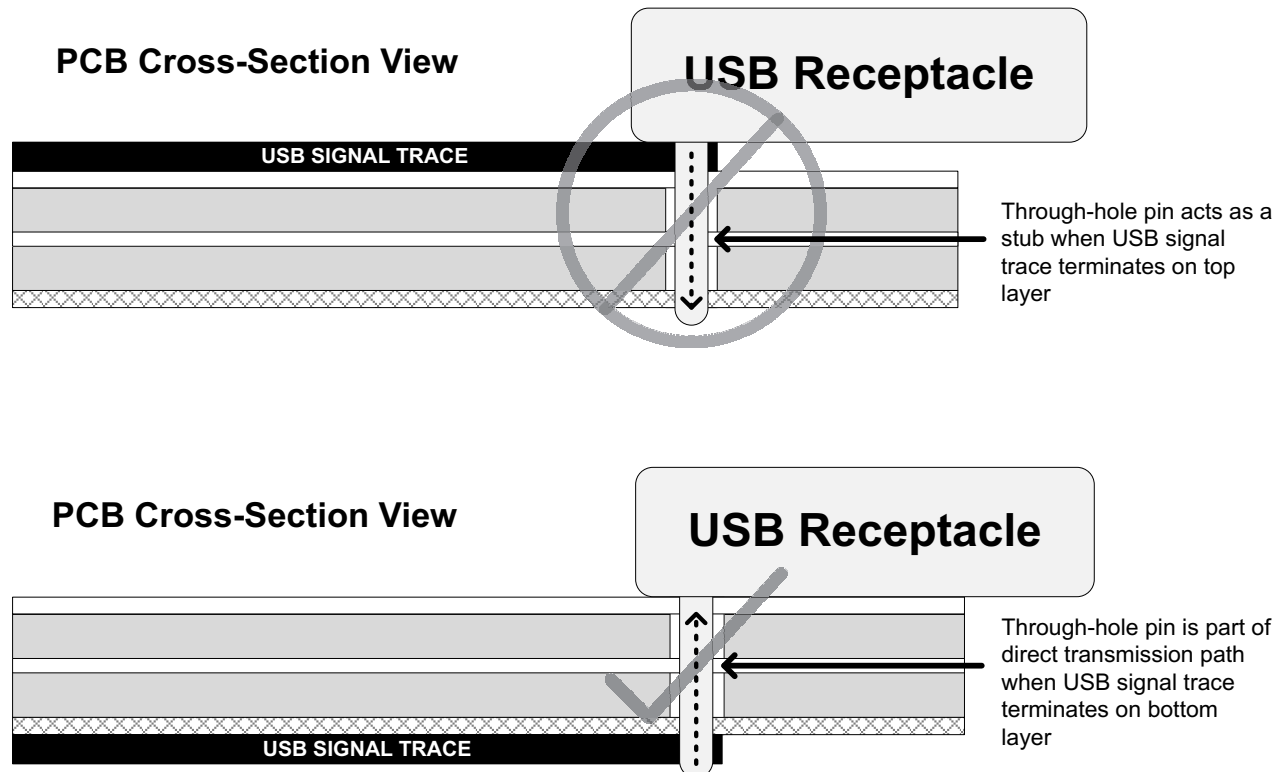 PCB Cross-Section View
USB Receptacle
USB SIGNAL TRACE
Through-hole pin acts as a
stub when USB signal
trace terminates on top
layer
PCB Cross-Section View
USB Receptacle
Through-hole pin is part of
direct transmission path
when USB signal trace
terminates on bottom
layer
USB SIGNAL TRACE